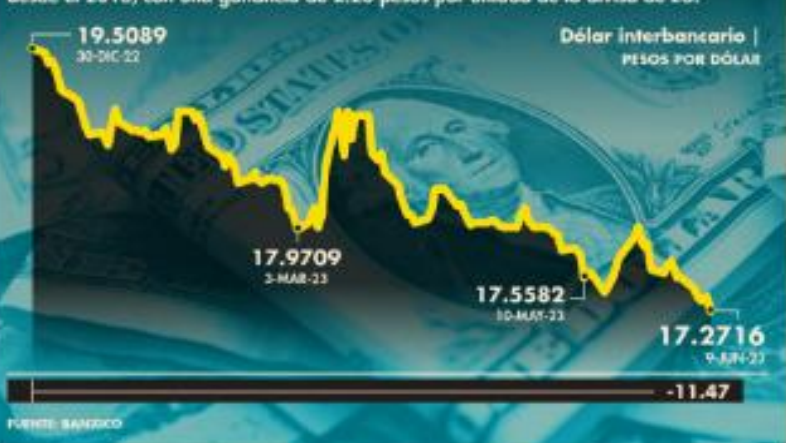 19.5089
30-DIC-22
Dólar interbancario |
PESOS POR DÓLAR
17.9709
3-MAR-23
17.5582
10-MAY-23
17.2716
9-JUN-23
-11.47
FUENTE: BANXICO